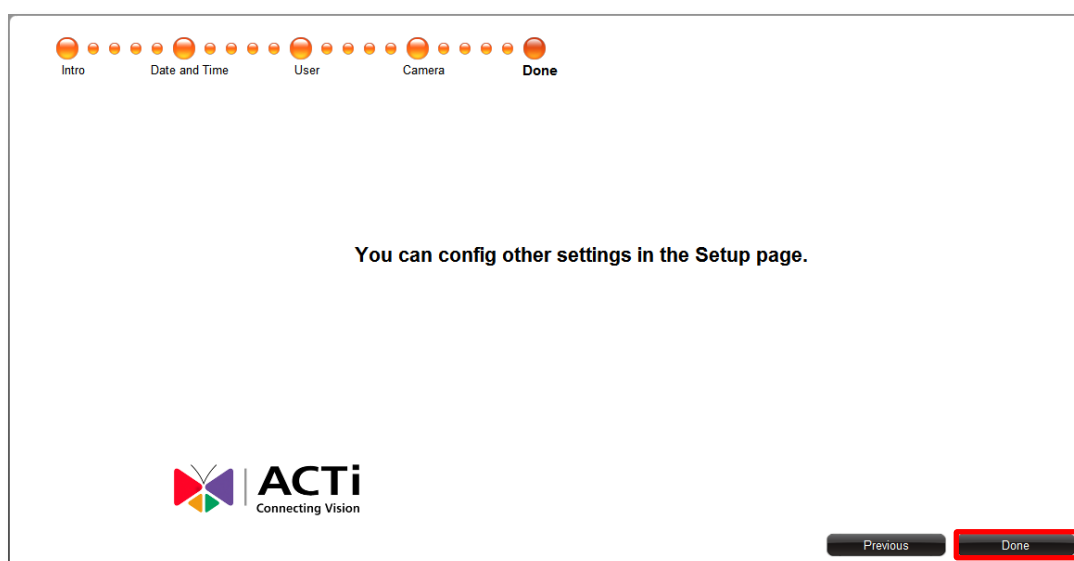 Intro Date and Time User Camera Done
You can config other settings in the Setup page.
ACTi
Connecting Vision
Previous Done